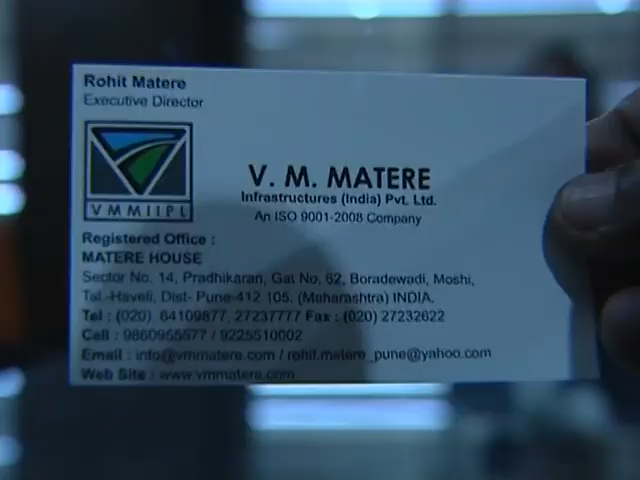 Rohit Matere
Executive Director
VMMIIPL
V. M. MATERE
Infrastructures (India) Pvt. Ltd.
An ISO 9001-2008 Company
Registered Office :
MATERE HOUSE
Sector No. 14, Pradhikaran, Gat No. 62, Boradewadi, Moshi,
Tal.-Haveli, Dist- Pune-412 105. (Maharashtra) INDIA.
Tel : (020) 64109877, 27237777 Fax : (020) 27232622
Cell : 9860955577 / 9225510002
Email : info@vmmatere.com / rohit.matere_pune@yahoo.com
Web Site : www.vmmatere.com